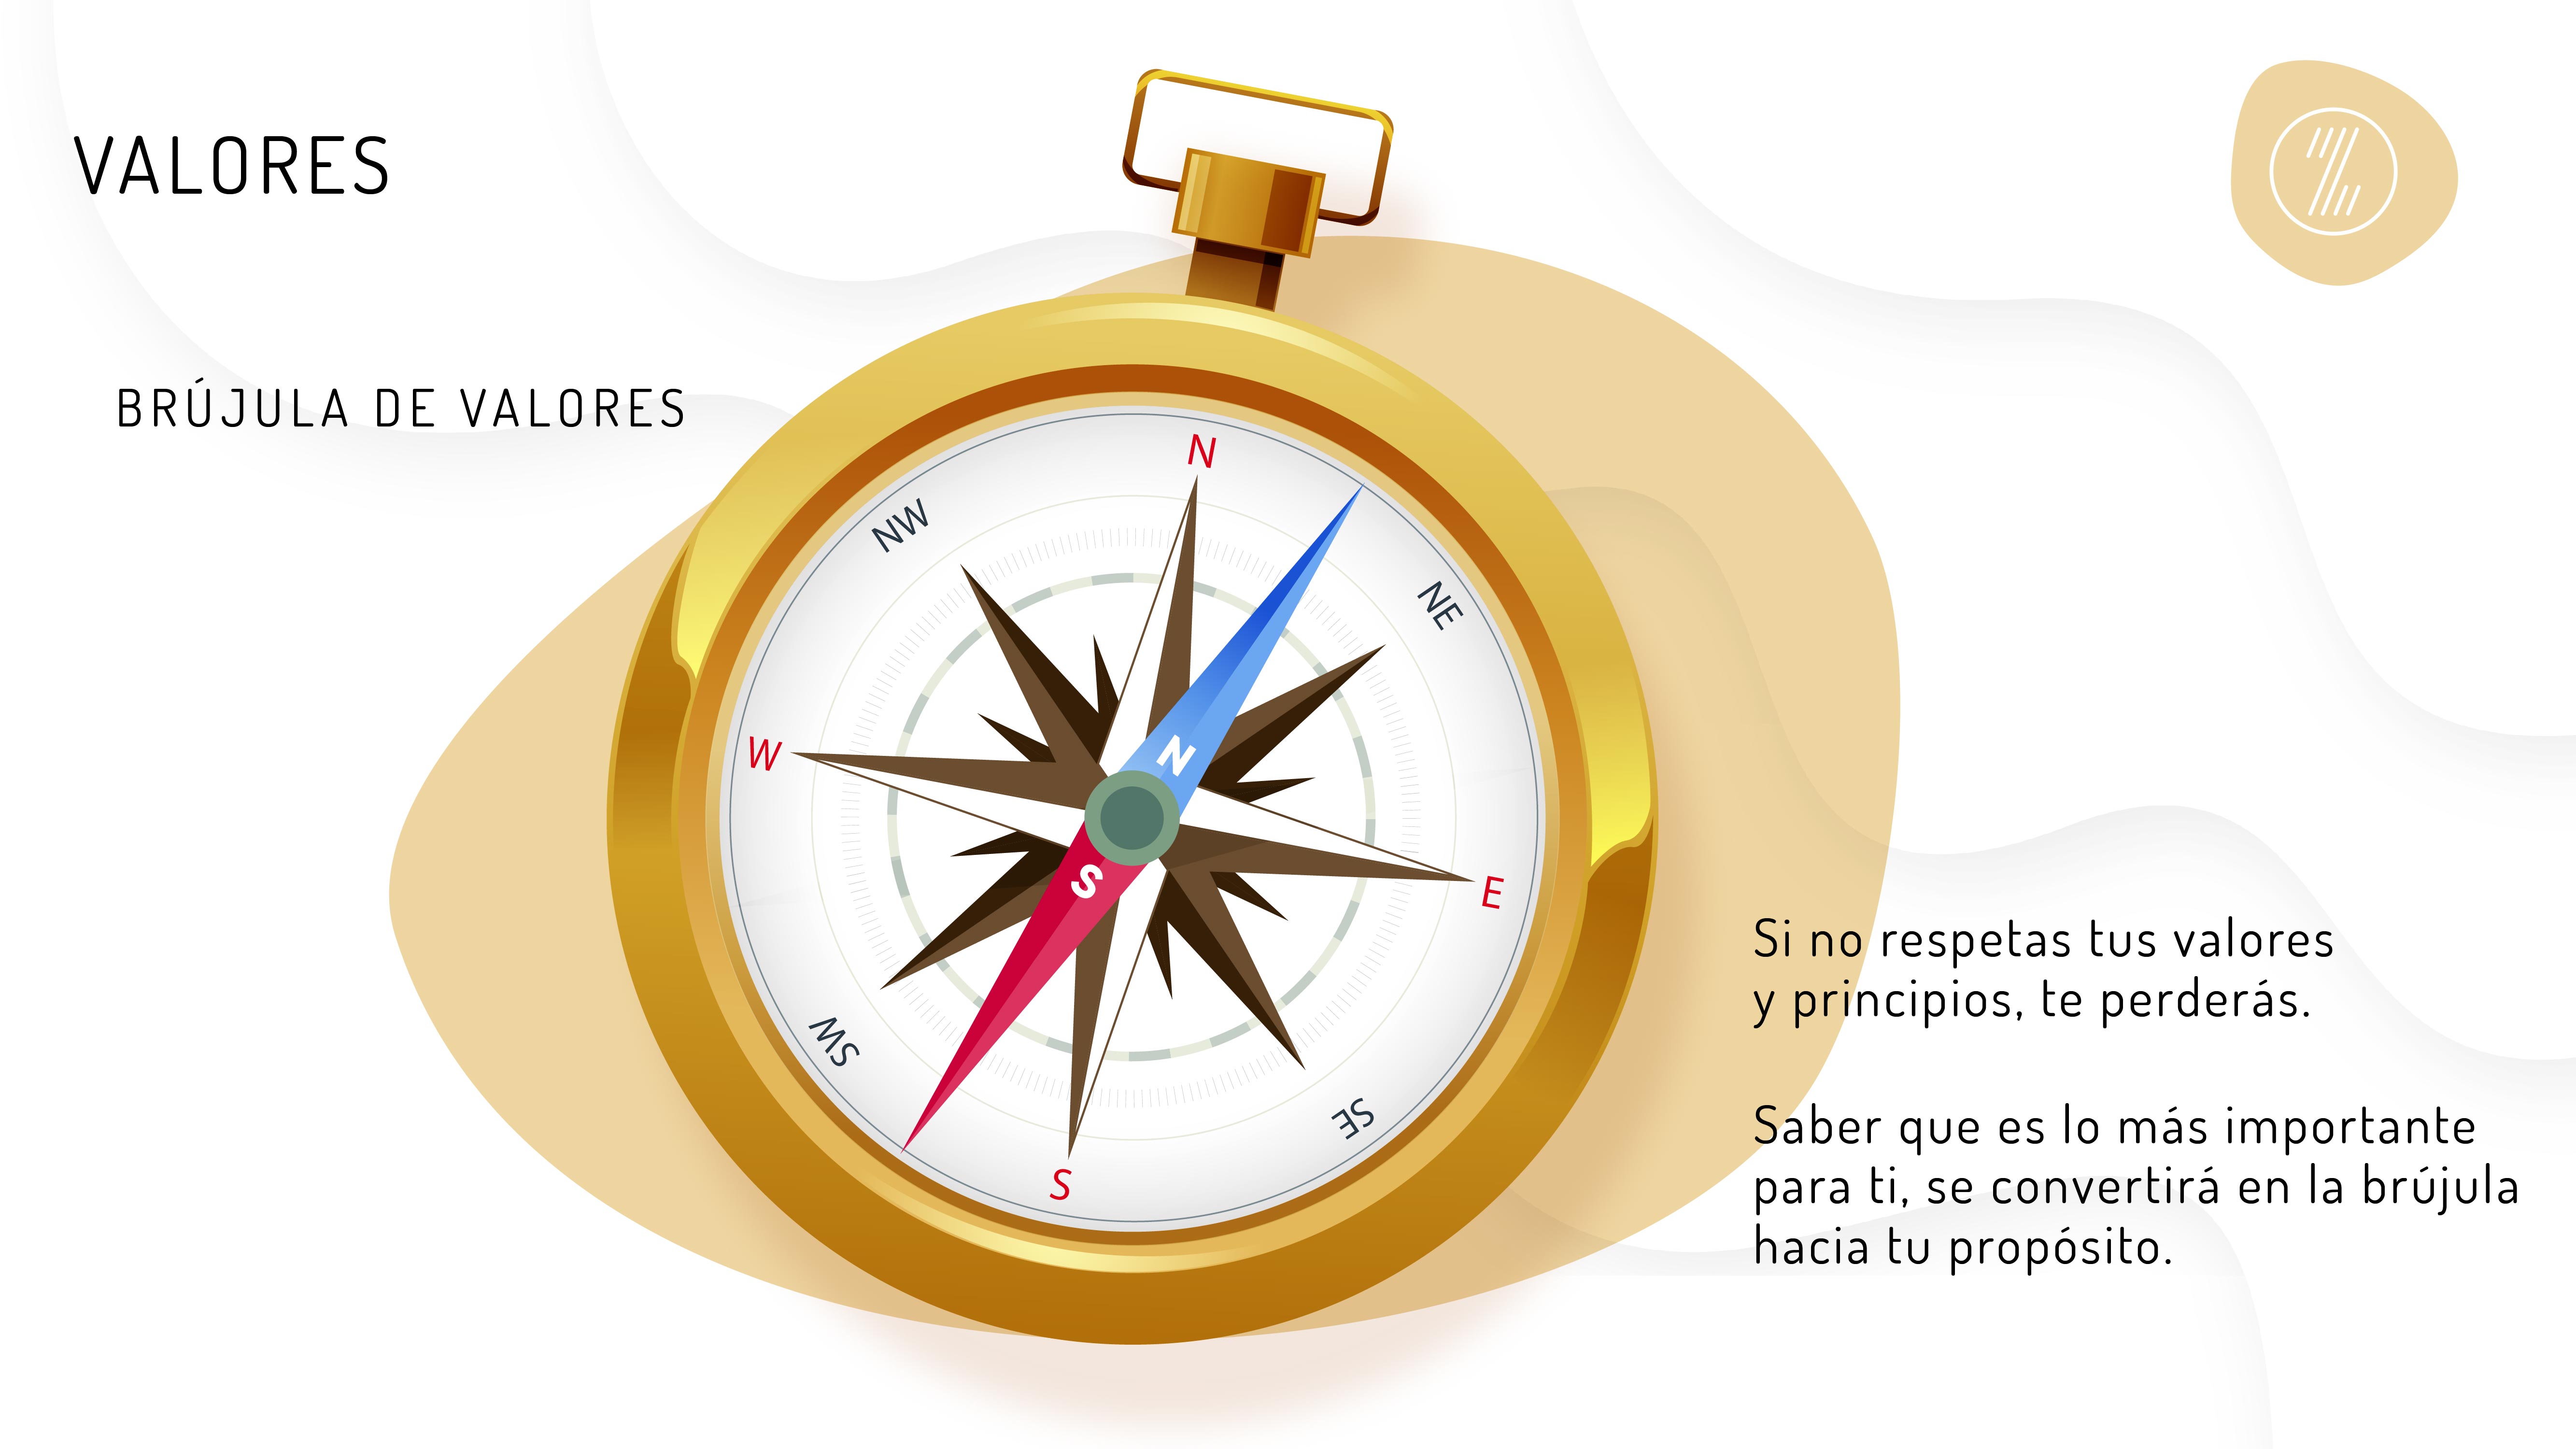 VALORES
BRÚJULA DE VALORES
N
NW
NE
N
W
S
E
SW
SE
S
Si no respetas tus valores
y principios, te perderás.
Saber que es lo más importante
para ti, se convertirá en la brújula
hacia tu propósito.